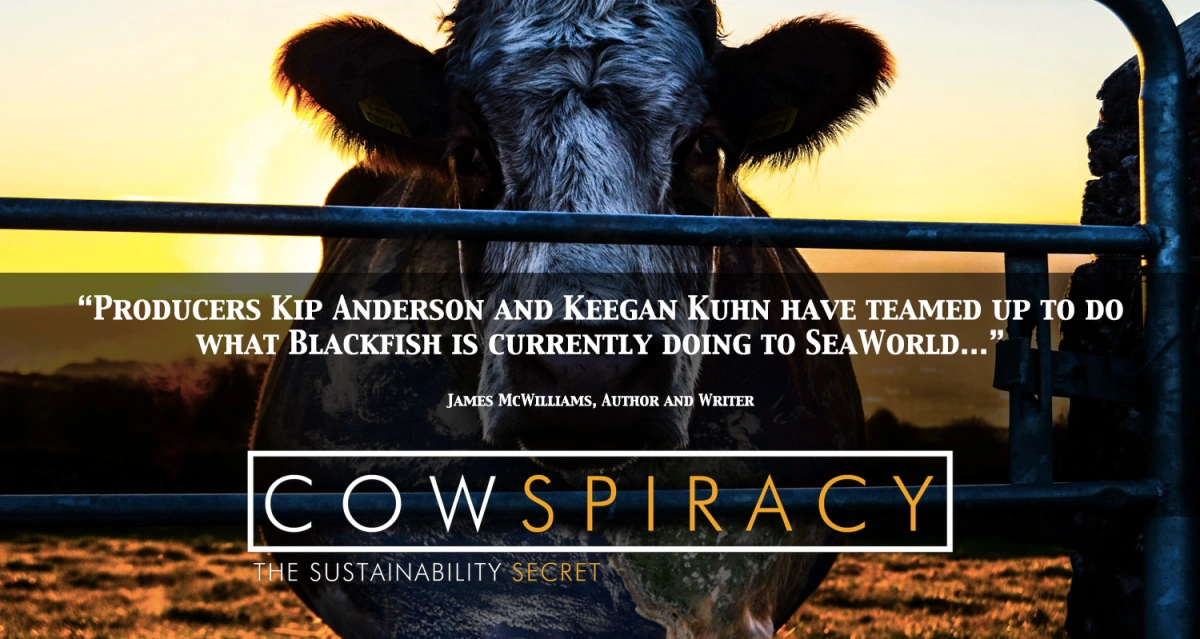 “Producers Kip Anderson and Keegan Kuhn have teamed up to do
what Blackfish is currently doing to SeaWorld...”
James McWilliams, Author and Writer
COWSPIRACY
THE SUSTAINABILITY SECRET